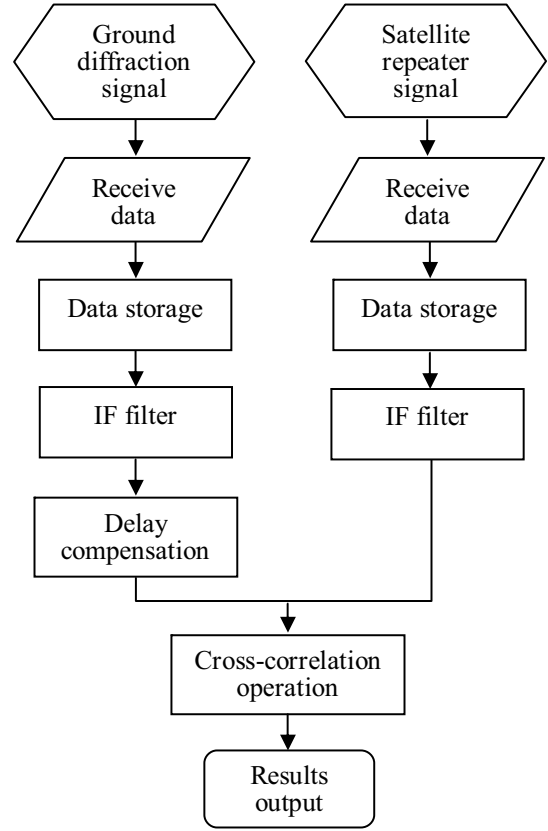 Ground
diffraction
signal
Satellite
repeater
signal
Receive
data
Receive
data
Data storage
Data storage
IF filter
IF filter
Delay
compensation
Cross-correlation
operation
Results
output